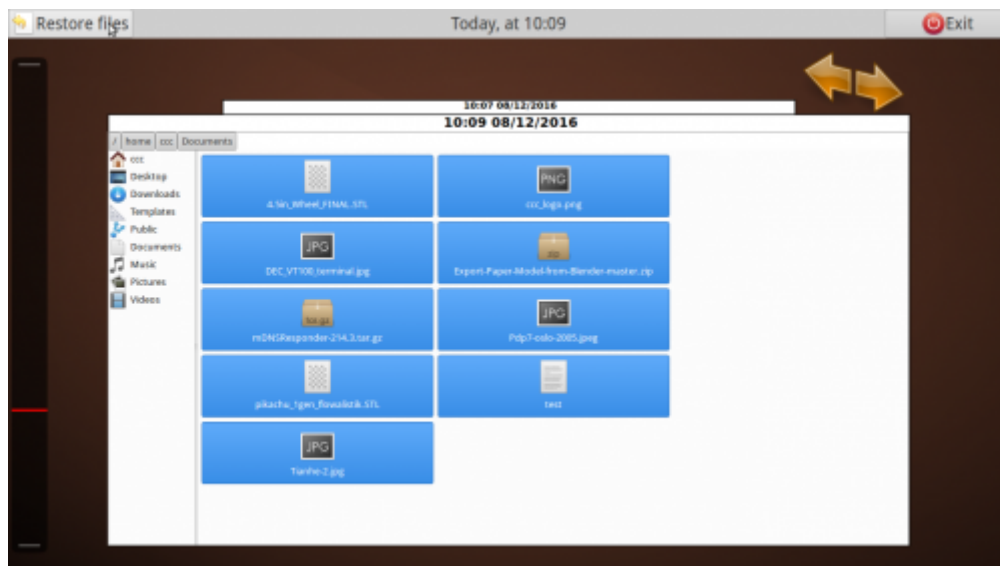 Restore files
Today, at 10:09
Exit
10:07 08/12/2016
10:09 08/12/2016
/ home ccc Documents
ccc
Desktop
Downloads
Templates
Public
Documents
Music
Pictures
Videos
4.5in_Wheel_FINAL.STL
PNG
ccc_logo.png
JPG
DEC_VT100_terminal.jpg
zip
Export-Paper-Model-from-Blender-master.zip
tar.gz
mDNSResponder-214.3.tar.gz
JPG
Pdp7-oslo-2005.jpeg
pikachu_1gen_flowalistik.STL
test
JPG
Tianhe-2.jpg